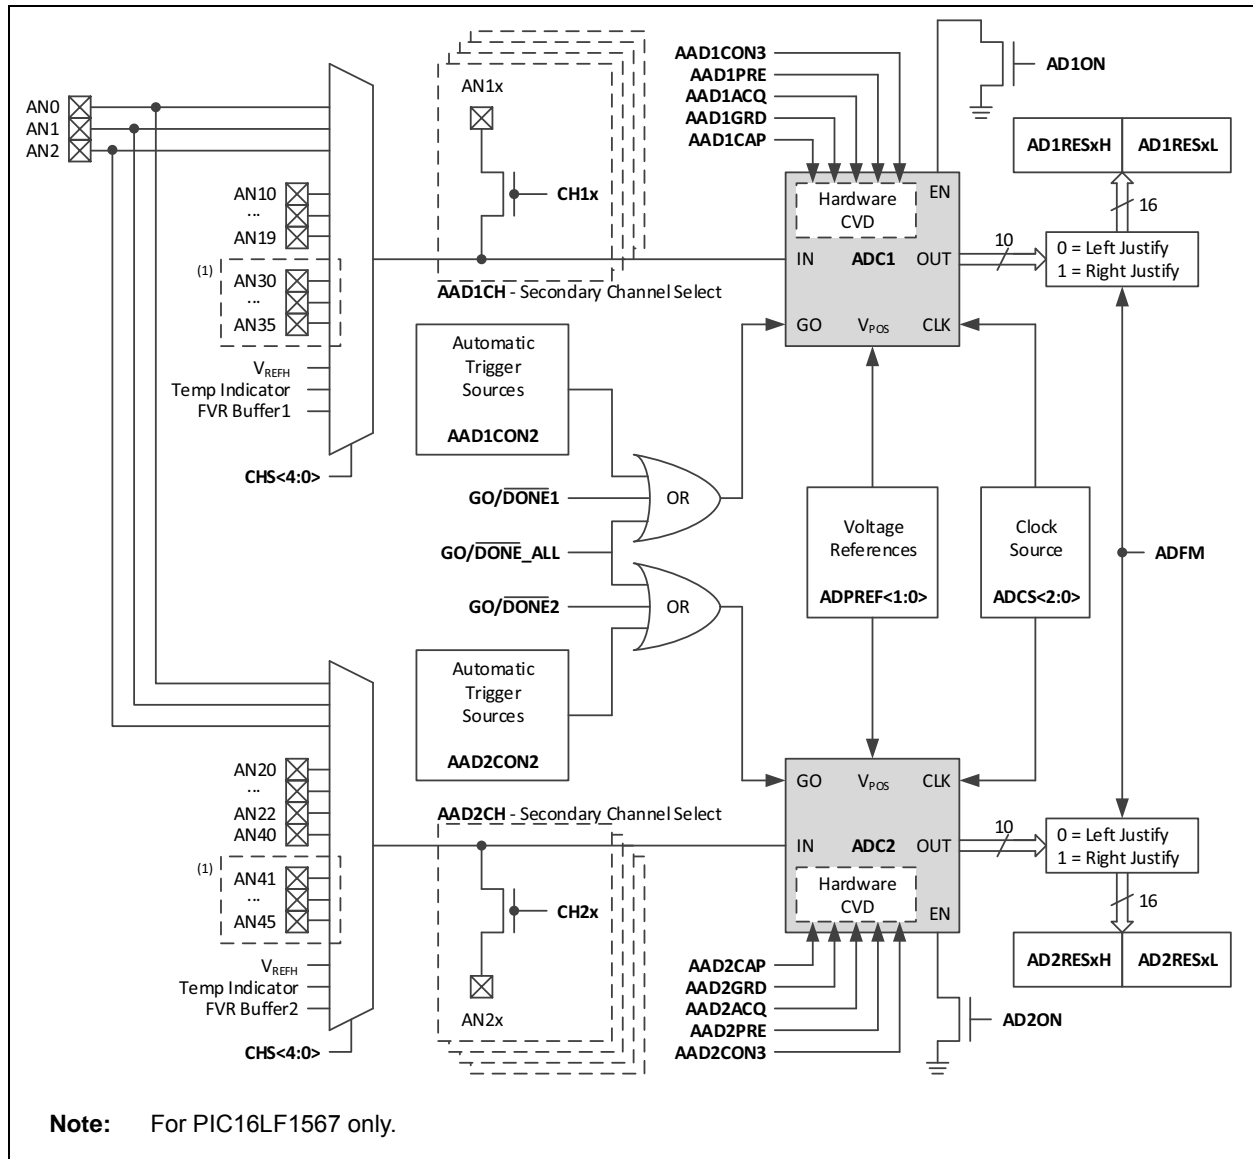 AN0
AN1
AN2
AN10
...
AN19
(1)
AN30
...
AN35
VREFH
Temp Indicator
FVR Buffer1
CHS<4:0>
AN1x
CH1x
AAD1CH - Secondary Channel Select
AAD1CON3
AAD1PRE
AAD1ACQ
AAD1GRD
AAD1CAP
AD1ON
Hardware
CVD
EN
IN
ADC1
OUT
GO
VPOS
CLK
10
0 = Left Justify
1 = Right Justify
16
AD1RESxH
AD1RESxL
Automatic
Trigger
Sources
AAD1CON2
GO/D̅O̅N̅E̅1
OR
GO/D̅O̅N̅E̅_ALL
GO/D̅O̅N̅E̅2
OR
Voltage
References
ADPREF<1:0>
Clock
Source
ADCS<2:0>
ADFM
Automatic
Trigger
Sources
AAD2CON2
AN20
...
AN22
AN40
(1)
AN41
...
AN45
VREFH
Temp Indicator
FVR Buffer2
CHS<4:0>
AAD2CH - Secondary Channel Select
CH2x
AN2x
GO
VPOS
CLK
IN
ADC2
OUT
Hardware
CVD
EN
10
0 = Left Justify
1 = Right Justify
16
AD2RESxH
AD2RESxL
AAD2CAP
AAD2GRD
AAD2ACQ
AAD2PRE
AAD2CON3
AD2ON
Note: For PIC16LF1567 only.